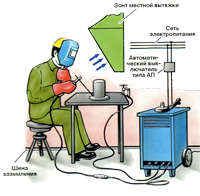 Зонт местной вытяжки
Сеть
электропитания
Автомати-
ческий вык-
лючатель
типа АП
Шина
заземления